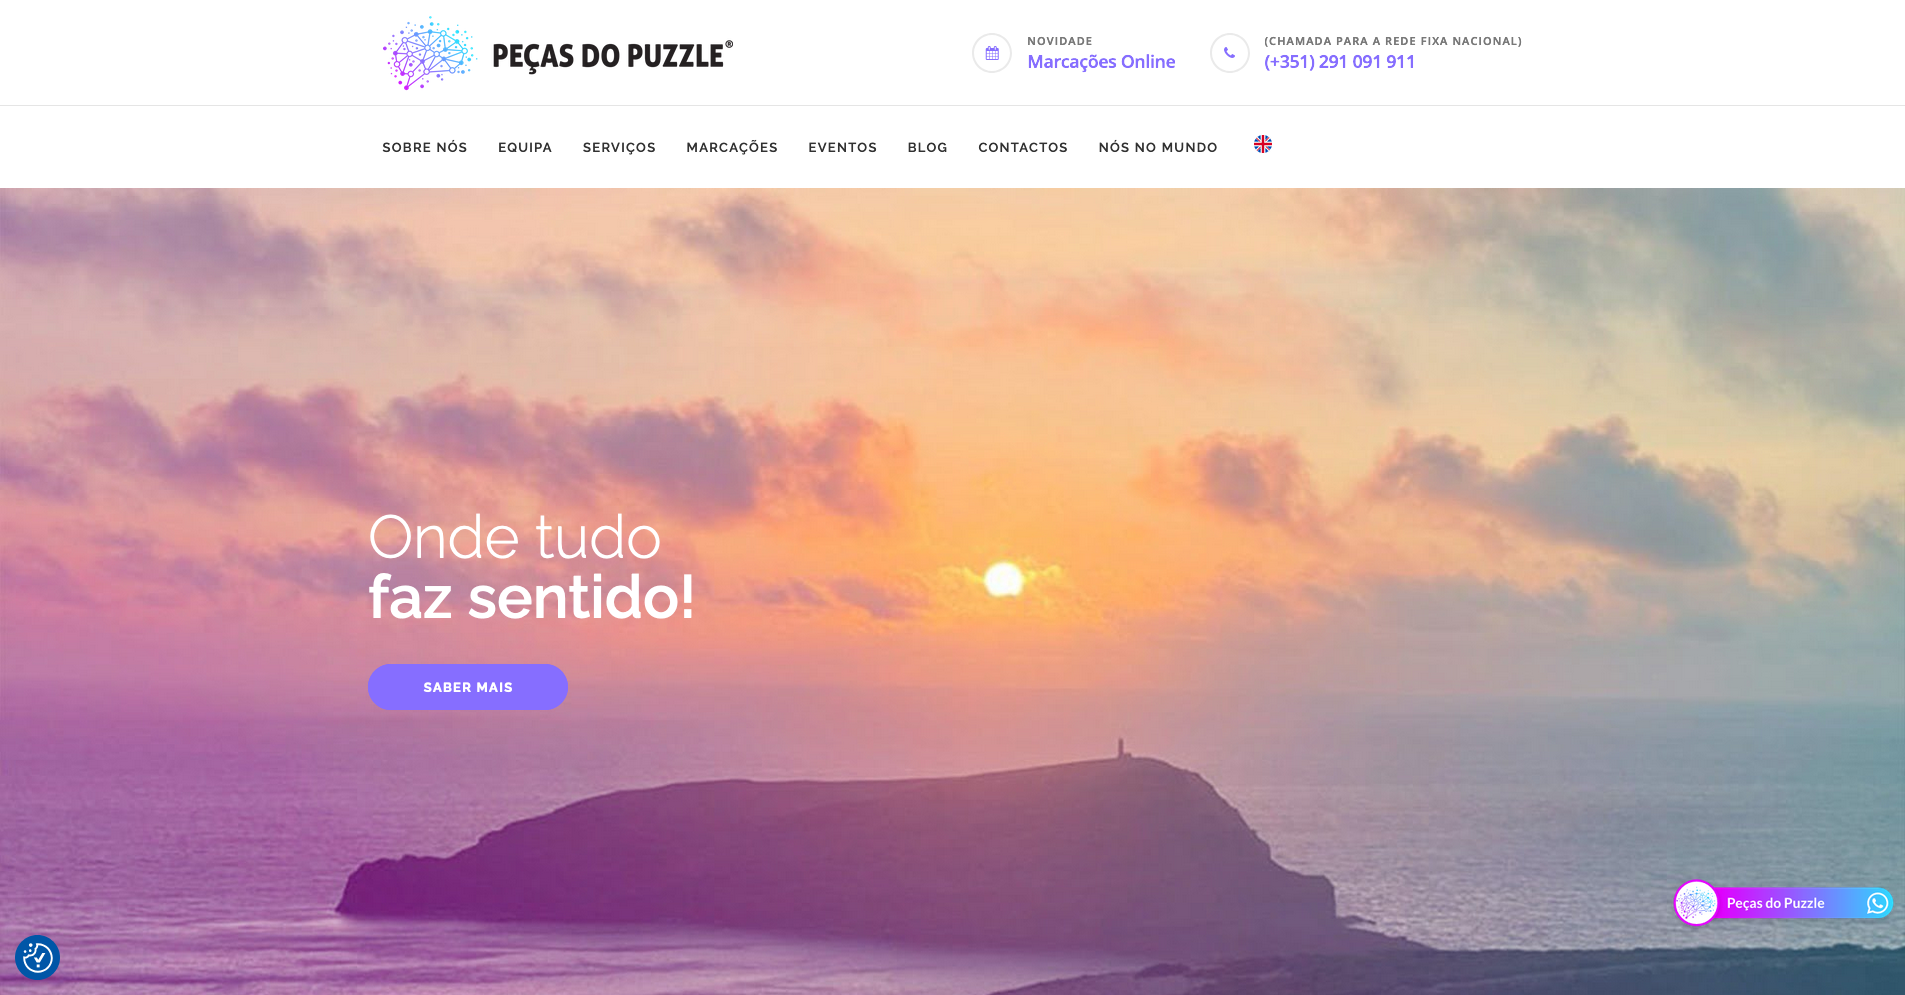 PEÇAS DO PUZZLE®
NOVIDADE
Marcações Online
(CHAMADA PARA A REDE FIXA NACIONAL)
(+351) 291 091 911
SOBRE NÓS EQUIPA SERVIÇOS MARCAÇÕES EVENTOS BLOG CONTACTOS NÓS NO MUNDO
Onde tudo
faz sentido!
SABER MAIS
Peças do Puzzle